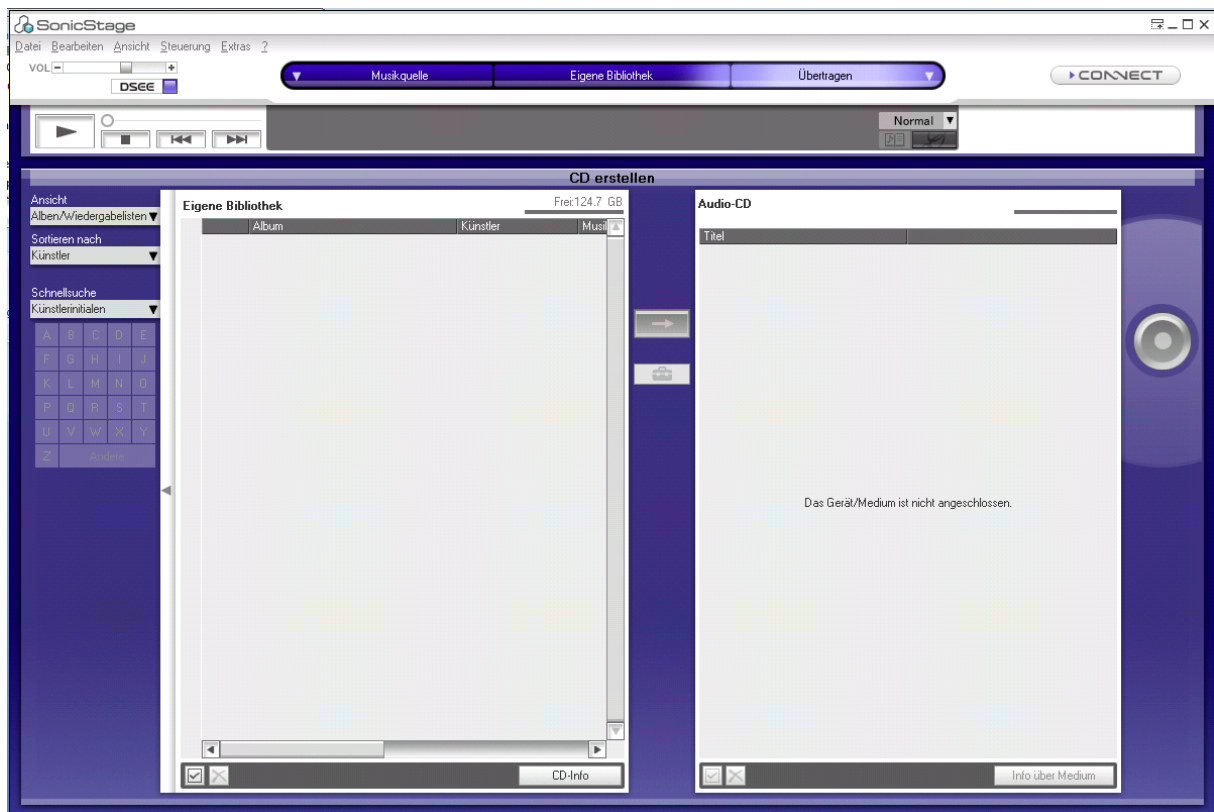 SonicStage
Datei Bearbeiten Ansicht Steuerung Extras ?
VOL
DSEE
Musikquelle Eigene Bibliothek Übertragen
CONNECT
Normal
CD erstellen
Ansicht
Alben/Wiedergabelisten
Sortieren nach
Künstler
Schnellsuche
Künstlerinitialen
A B C D E
F G H I J
K L M N O
P Q R S T
U V W X Y
Z Andere
Eigene Bibliothek Frei:124.7 GB
Album Künstler Musi
CD-Info
Audio-CD
Titel
Das Gerät/Medium ist nicht angeschlossen.
Info über Medium